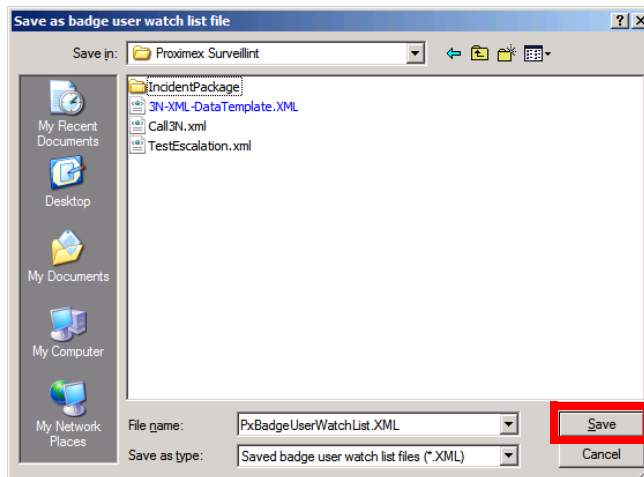 Save as badge user watch list file
Save in:
Proximex Surveillint
My Recent
Documents
Desktop
My Documents
My Computer
My Network
Places
IncidentPackage
3N-XML-DataTemplate.XML
Call3N.xml
TestEscalation.xml
File name:
PxBadgeUserWatchList.XML
Save
Save as type:
Saved badge user watch list files (*.XML)
Cancel